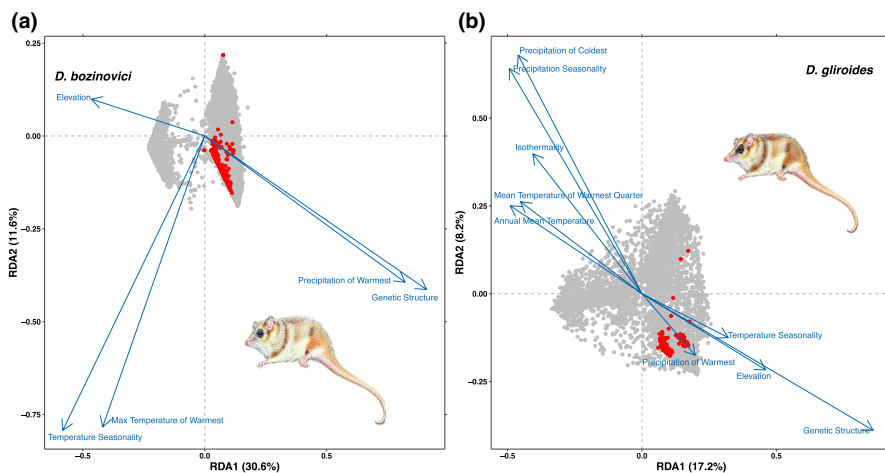 (a)
D. bozinovici
Elevation
Precipitation of Warmest
Genetic Structure
Max Temperature of Warmest
Temperature Seasonality
0.25
0.00
−0.25
−0.50
−0.75
RDA2 (11.6%)
−0.5
0.0
0.5
RDA1 (30.6%)
(b)
D. gliroides
Precipitation of Coldest
Precipitation Seasonality
Isothermality
Mean Temperature of Warmest Quarter
Annual Mean Temperature
Temperature Seasonality
Precipitation of Warmest
Elevation
Genetic Structure
0.50
0.25
0.00
−0.25
−0.50
RDA2 (8.2%)
−0.5
0.0
0.5
RDA1 (17.2%)